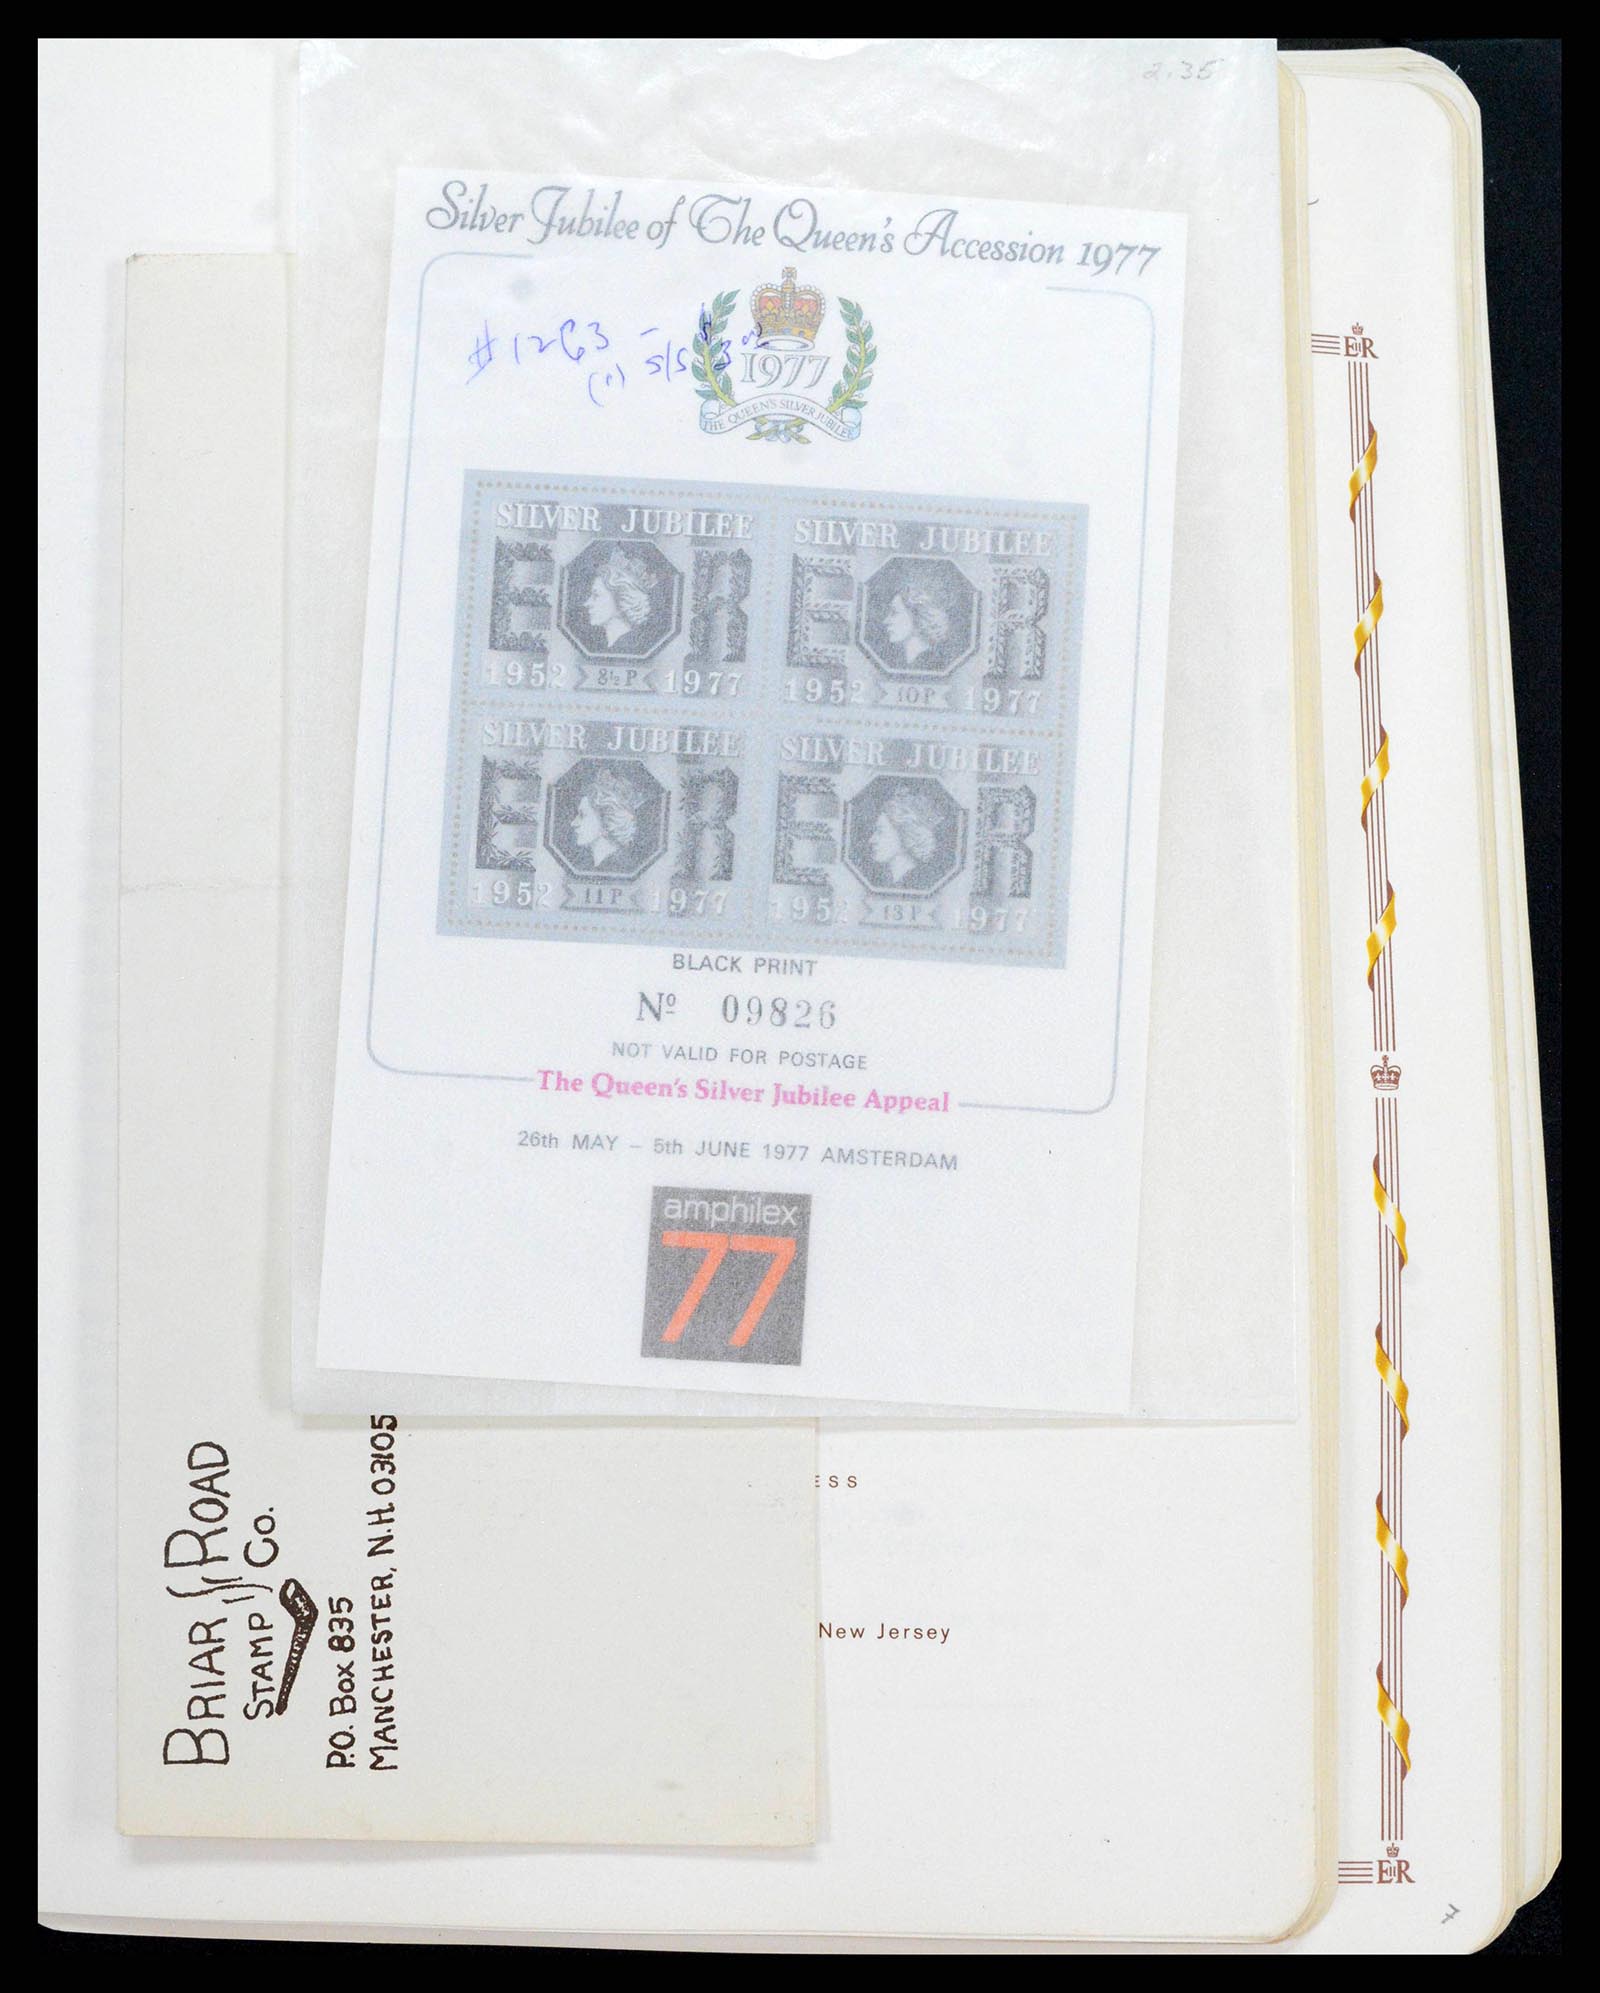 2.35
Silver Jubilee of The Queen's Accession 1977
1977
THE QUEEN'S SILVER JUBILEE
SILVER JUBILEE
E R
1952 8½P 1977
SILVER JUBILEE
E R
1952 10P 1977
SILVER JUBILEE
E R
1952 11P 1977
SILVER JUBILEE
E R
1952 13P 1977
BLACK PRINT
Nº 09826
NOT VALID FOR POSTAGE
The Queen's Silver Jubilee Appeal
26th MAY – 5th JUNE 1977 AMSTERDAM
amphilex
77
BRIAR ROAD
STAMP Co.
P.O. Box 835
MANCHESTER, N.H. 03105
ESS
New Jersey
EIIR
EIIR
7